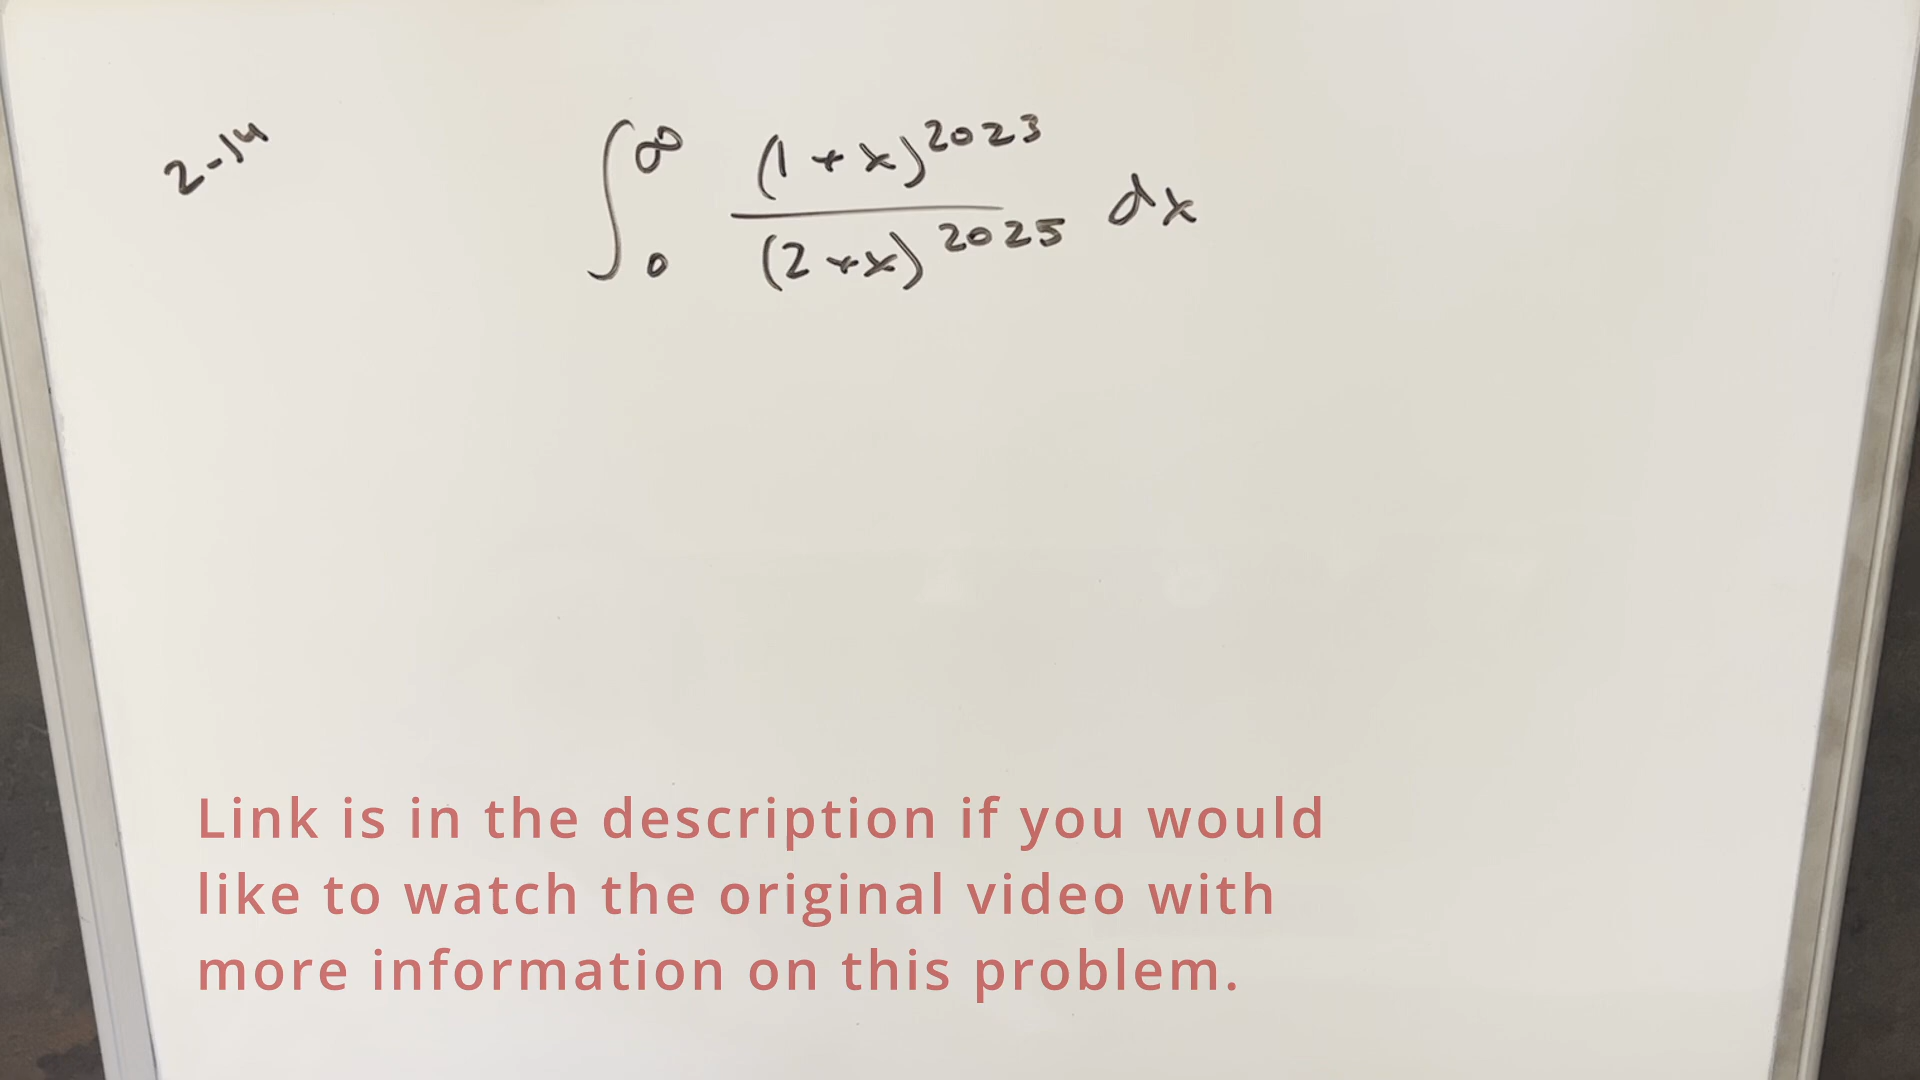 2-14
∫₀^∞ (1+x)^2023 / (2+x)^2025 dx
Link is in the description if you would
like to watch the original video with
more information on this problem.